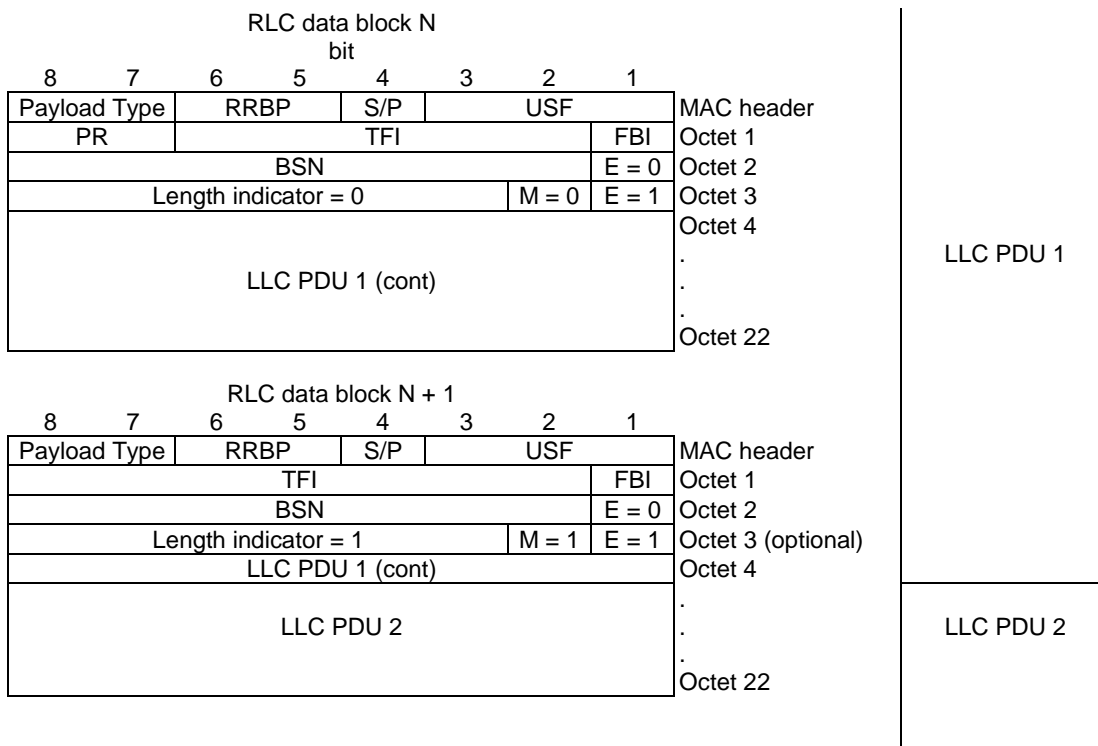 RLC data block N
bit
8 7 6 5 4 3 2 1
Payload Type RRBP S/P USF MAC header
PR TFI FBI Octet 1
BSN E = 0 Octet 2
Length indicator = 0 M = 0 E = 1 Octet 3
Octet 4
.
LLC PDU 1
LLC PDU 1 (cont) .
.
Octet 22
RLC data block N + 1
8 7 6 5 4 3 2 1
Payload Type RRBP S/P USF MAC header
TFI FBI Octet 1
BSN E = 0 Octet 2
Length indicator = 1 M = 1 E = 1 Octet 3 (optional)
LLC PDU 1 (cont) Octet 4
.
LLC PDU 2 . LLC PDU 2
.
Octet 22